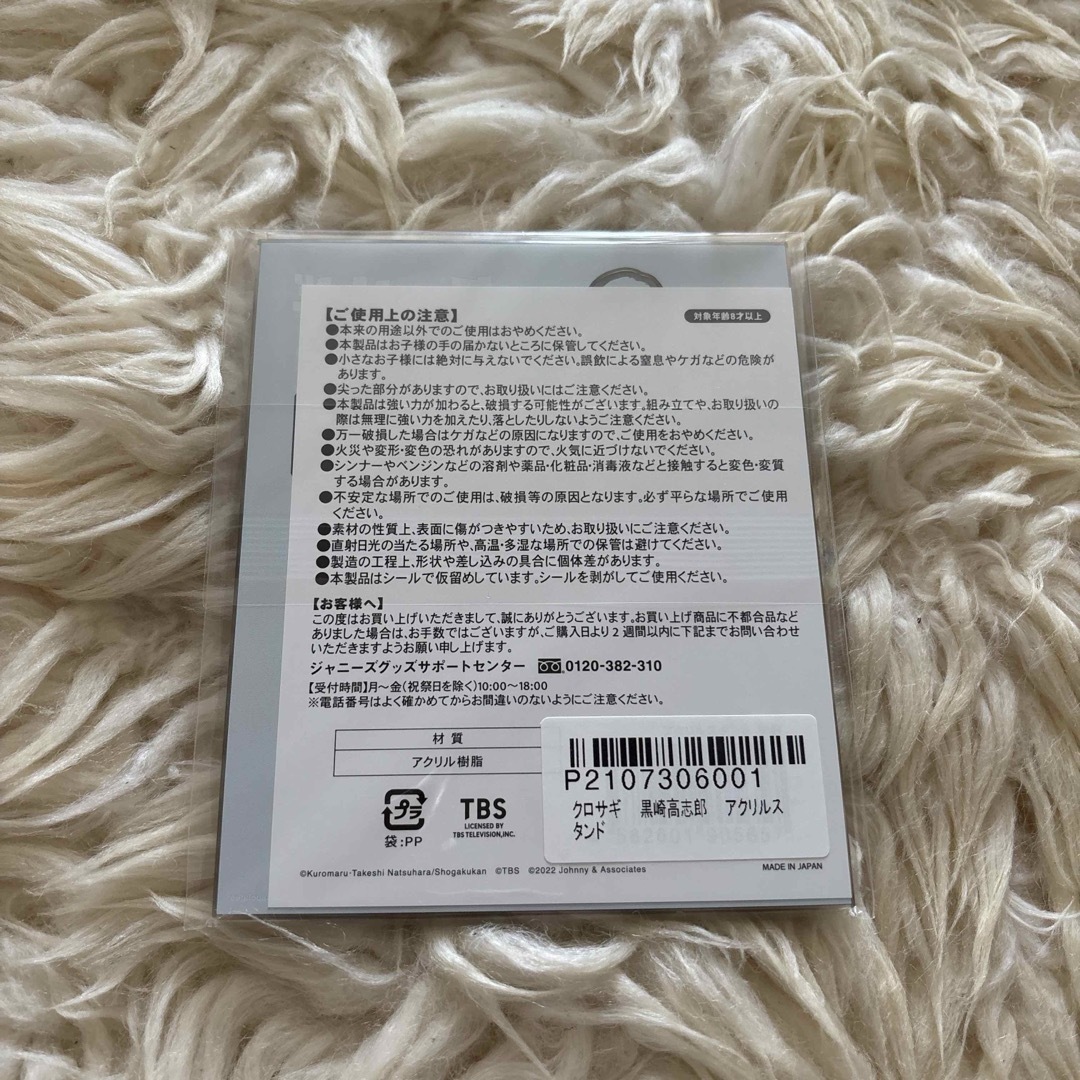 【ご使用上の注意】
対象年齢8才以上
●本来の用途以外でのご使用はおやめください。
●本製品はお子様の手の届かないところに保管してください。
●小さなお子様には絶対に与えないでください。誤飲による窒息やケガなどの危険が
あります。
●尖った部分がありますので、お取り扱いにはご注意ください。
●本製品は強い力が加わると、破損する可能性がございます。組み立てや、お取り扱いの
際は無理に強い力を加えたり、落としたりしないようご注意ください。
●万一破損した場合はケガなどの原因になりますので、ご使用をおやめください。
●火災や変形・変色の恐れがありますので、火気に近づけないでください。
●シンナーやベンジンなどの溶剤や薬品・化粧品・消毒液などと接触すると変色・変質
する場合があります。
●不安定な場所でのご使用は、破損等の原因となります。必ず平らな場所でご使用
ください。
●素材の性質上、表面に傷がつきやすいため、お取り扱いにご注意ください。
●直射日光の当たる場所や、高温・多湿な場所での保管は避けてください。
●製造の工程上、形状や差し込みの具合に個体差があります。
●本製品はシールで仮留めしています。シールを剥がしてご使用ください。
【お客様へ】
この度はお買い上げいただきまして、誠にありがとうございます。お買い上げ商品に不都合品など
ありました場合は、お手数ではございますが、ご購入日より2週間以内に下記までお問い合わせ
いただきますようお願い申し上げます。
ジャニーズグッズサポートセンター 0120-382-310
【受付時間】月〜金(祝祭日を除く)10:00〜18:00
※電話番号はよく確かめてからお間違いのないようにご注意ください。
材質
アクリル樹脂
プラ
袋:PP
TBS
LICENSED BY
TBS TELEVISION,INC.
P2107306001
クロサギ 黒崎高志郎 アクリルス
タンド
©Kuromaru・Takeshi Natsuhara/Shogakukan ©TBS ©2022 Johnny & Associates
MADE IN JAPAN